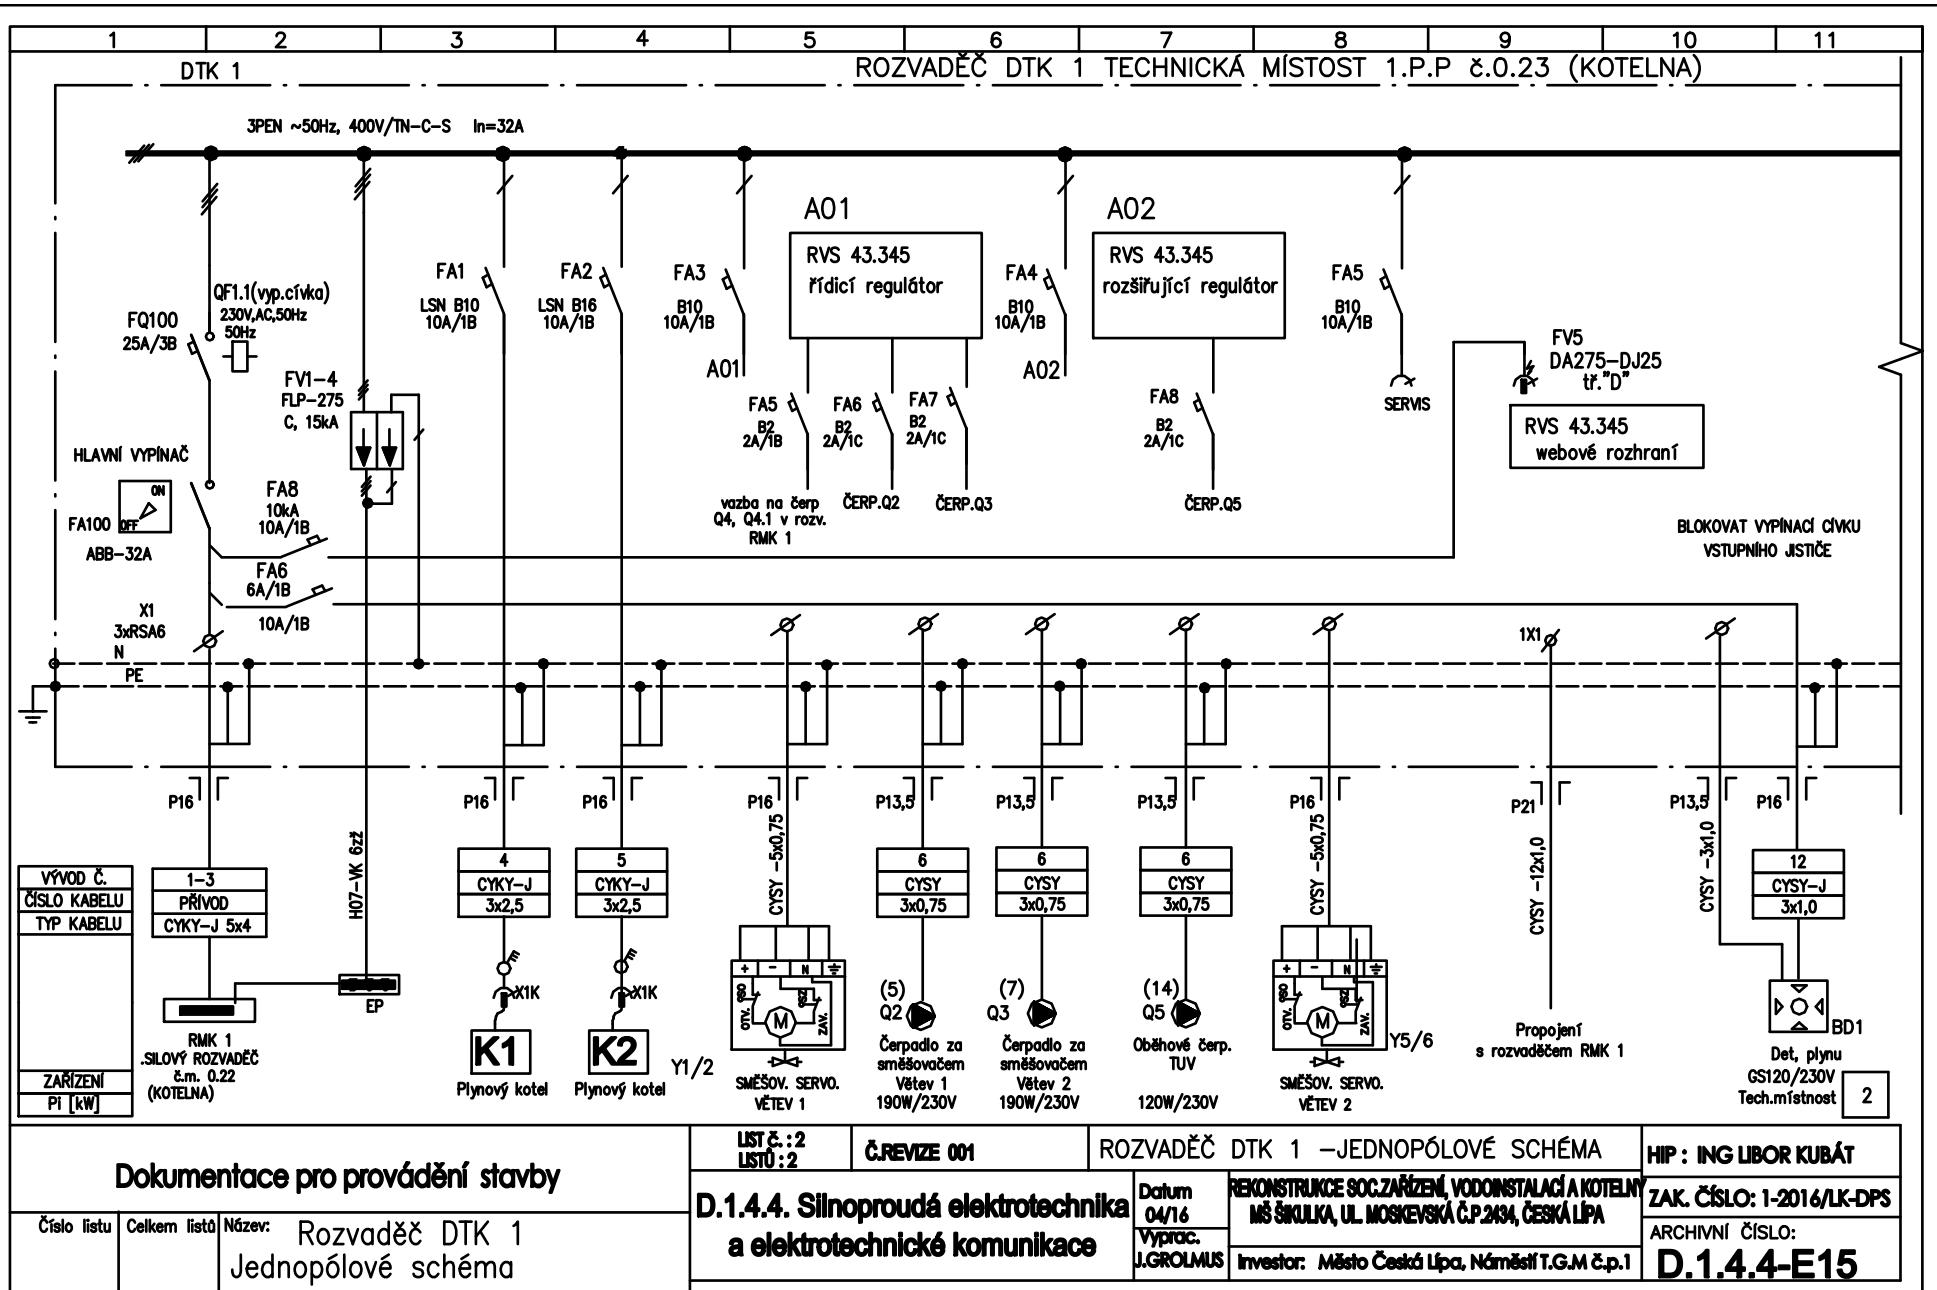 1 2 3 4 5 6 7 8 9 10 11
DTK 1
ROZVADĚČ DTK 1 TECHNICKÁ MÍSTOST 1.P.P č.0.23 (KOTELNA)
3PEN ~50Hz, 400V/TN-C-S In=32A
FQ100
25A/3B
QF1.1(vyp.cívka)
230V,AC,50Hz
50Hz
FV1-4
FLP-275
C, 15kA
HLAVNÍ VYPÍNAČ
ON
OFF
FA100
ABB-32A
FA8
10kA
10A/1B
FA6
6A/1B
10A/1B
X1
3xRSA6
N
PE
FA1
LSN B10
10A/1B
FA2
LSN B16
10A/1B
FA3
B10
10A/1B
A01
A01
RVS 43.345
řídicí regulátor
FA5
B2
2A/1B
vazba na čerp
Q4, Q4.1 v rozv.
RMK 1
FA6
B2
2A/1C
ČERP.Q2
FA7
B2
2A/1C
ČERP.Q3
FA4
B10
10A/1B
A02
A02
RVS 43.345
rozšiřující regulátor
FA8
B2
2A/1C
ČERP.Q5
FA5
B10
10A/1B
SERVIS
FV5
DA275-DJ25
tř."D"
RVS 43.345
webové rozhraní
BLOKOVAT VYPÍNACÍ CÍVKU
VSTUPNÍHO JISTIČE
1X1
P16
P16
P16
P16
P13,5
P13,5
P13,5
P16
P21
P13,5
P16
VÝVOD Č.
ČÍSLO KABELU
TYP KABELU
ZAŘÍZENÍ
Pi [kW]
1-3
PŘÍVOD
CYKY-J 5x4
RMK 1
.SILOVÝ ROZVADĚČ
č.m. 0.22
(KOTELNA)
H07-VK 6zž
EP
4
CYKY-J
3x2,5
X1K
K1
Plynový kotel
5
CYKY-J
3x2,5
X1K
K2
Plynový kotel
Y1/2
CYSY -5x0,75
+ - N
OTV.
OSO
OSZ
ZAV.
M
SMĚŠOV. SERVO.
VĚTEV 1
6
CYSY
3x0,75
(5)
Q2
Čerpadlo za
směšovačem
Větev 1
190W/230V
6
CYSY
3x0,75
(7)
Q3
Čerpadlo za
směšovačem
Větev 2
190W/230V
6
CYSY
3x0,75
(14)
Q5
Oběhové čerp.
TUV
120W/230V
CYSY -5x0,75
+ - N
OTV.
OSO
OSZ
ZAV.
M
Y5/6
SMĚŠOV. SERVO.
VĚTEV 2
CYSY -12x1,0
Propojení
s rozvaděčem RMK 1
CYSY -3x1,0
12
CYSY-J
3x1,0
BD1
Det, plynu
GS120/230V
Tech.místnost
2
Dokumentace pro provádění stavby
Číslo listu
Celkem listů
Název:
Rozvaděč DTK 1
Jednopólové schéma
LIST Č. : 2
LISTŮ : 2
Č.REVIZE 001
ROZVADĚČ DTK 1 -JEDNOPÓLOVÉ SCHÉMA
D.1.4.4. Silnoproudá elektrotechnika
a elektrotechnické komunikace
Datum
04/16
Vyprac.
J.GROLMUS
REKONSTRUKCE SOC.ZAŘÍZENÍ, VODOINSTALACÍ A KOTELNY
MŠ ŠIKULKA, UL. MOSKEVSKÁ Č.P.2434, ČESKÁ LÍPA
Investor: Město Česká Lípa, Náměstí T.G.M č.p.1
HIP : ING LIBOR KUBÁT
ZAK. ČÍSLO: 1-2016/LK-DPS
ARCHIVNÍ ČÍSLO:
D.1.4.4-E15